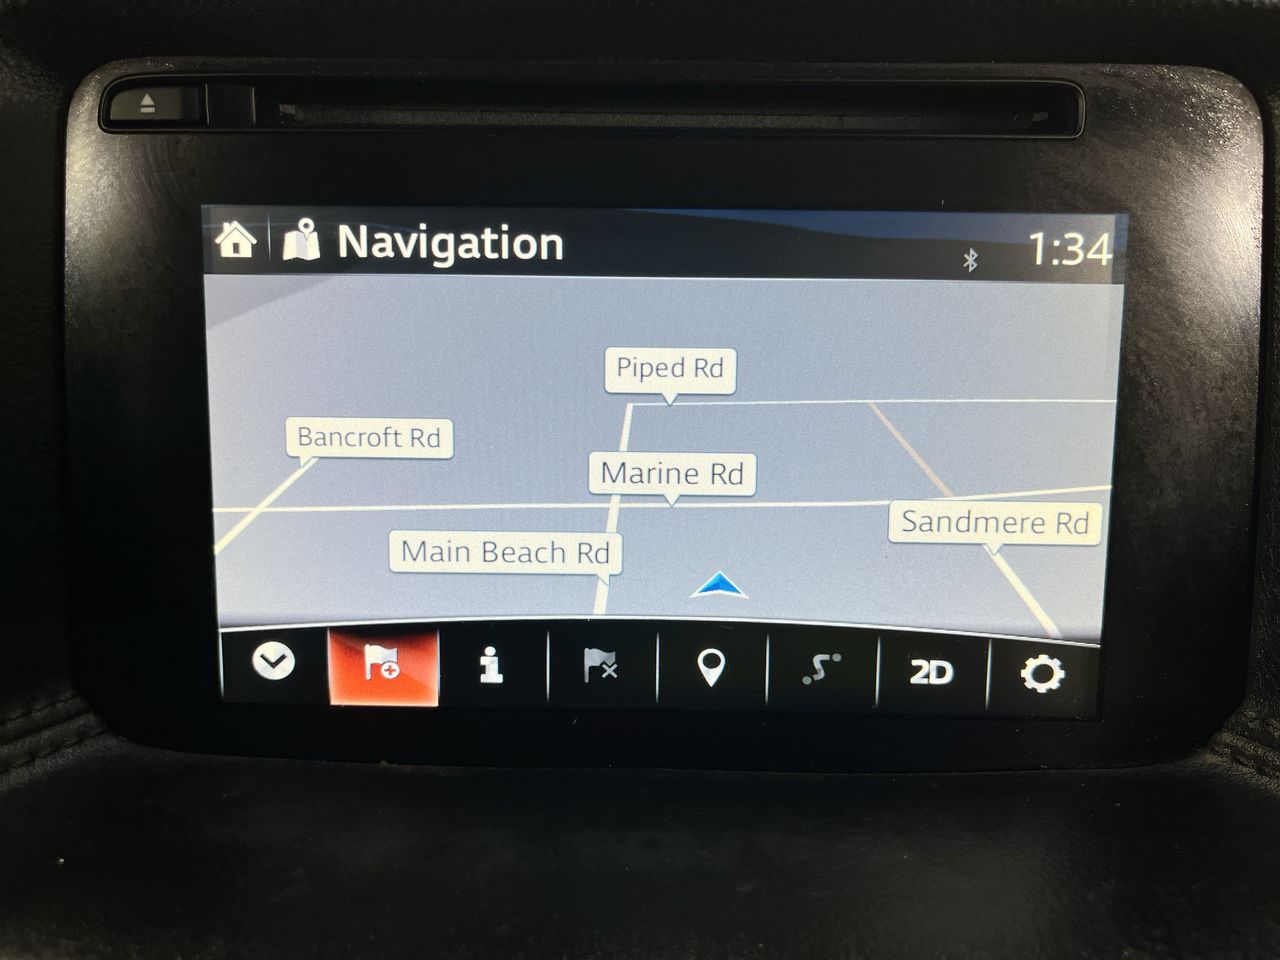 Navigation
1:34
Piped Rd
Bancroft Rd
Marine Rd
Sandmere Rd
Main Beach Rd
2D